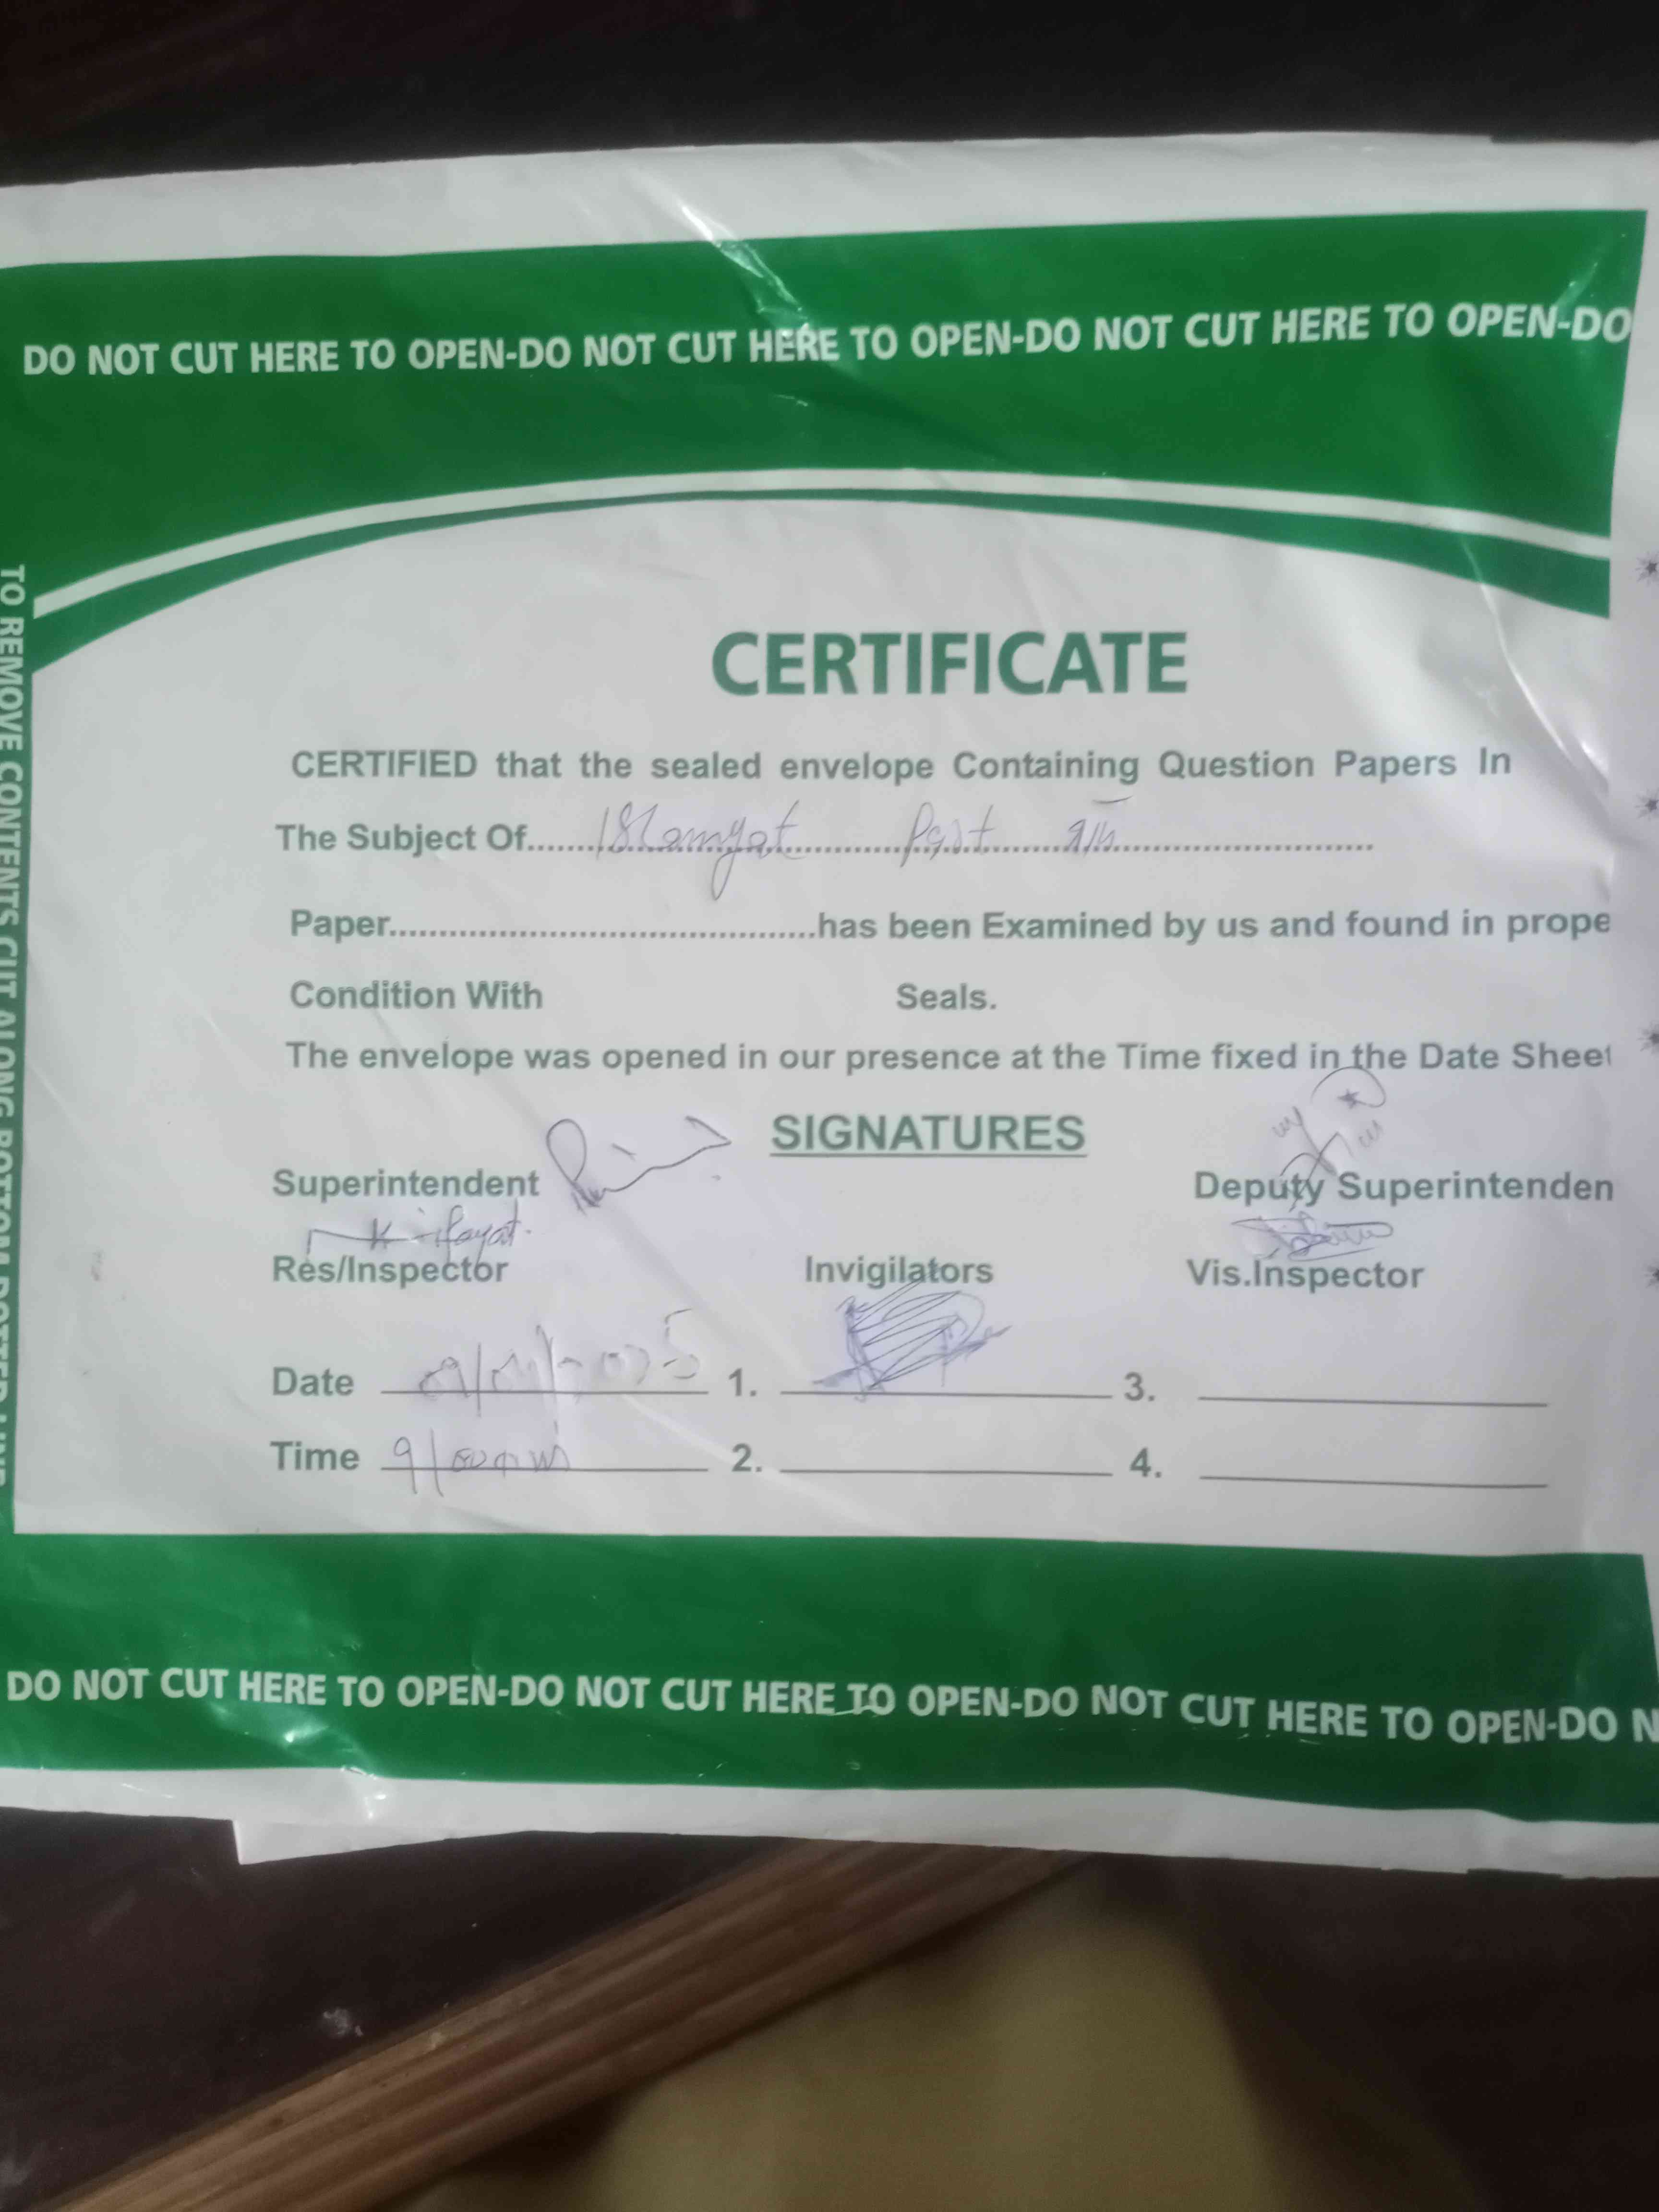 DO NOT CUT HERE TO OPEN-DO NOT CUT HERE TO OPEN-DO NOT CUT HERE TO OPEN-DO
TO REMOVE CONTENTS CUT ALONG BOTTOM DOTTED LINE
CERTIFICATE
CERTIFIED that the sealed envelope Containing Question Papers In
The Subject Of........Islamyat........Part......9th........
Paper..........................................has been Examined by us and found in prope
Condition With Seals.
The envelope was opened in our presence at the Time fixed in the Date Sheet
SIGNATURES
Superintendent Deputy Superintenden
Kifayat.
Res/Inspector Invigilators Vis.Inspector
Date 1. 3.
Time 9/00am 2. 4.
DO NOT CUT HERE TO OPEN-DO NOT CUT HERE TO OPEN-DO NOT CUT HERE TO OPEN-DO N